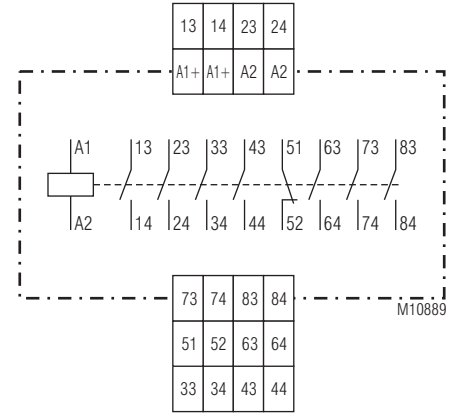 13 14 23 24
A1+ A1+ A2 A2
A1 13 23 33 43 51 63 73 83
A2 14 24 34 44 52 64 74 84
73 74 83 84
M10889
51 52 63 64
33 34 43 44